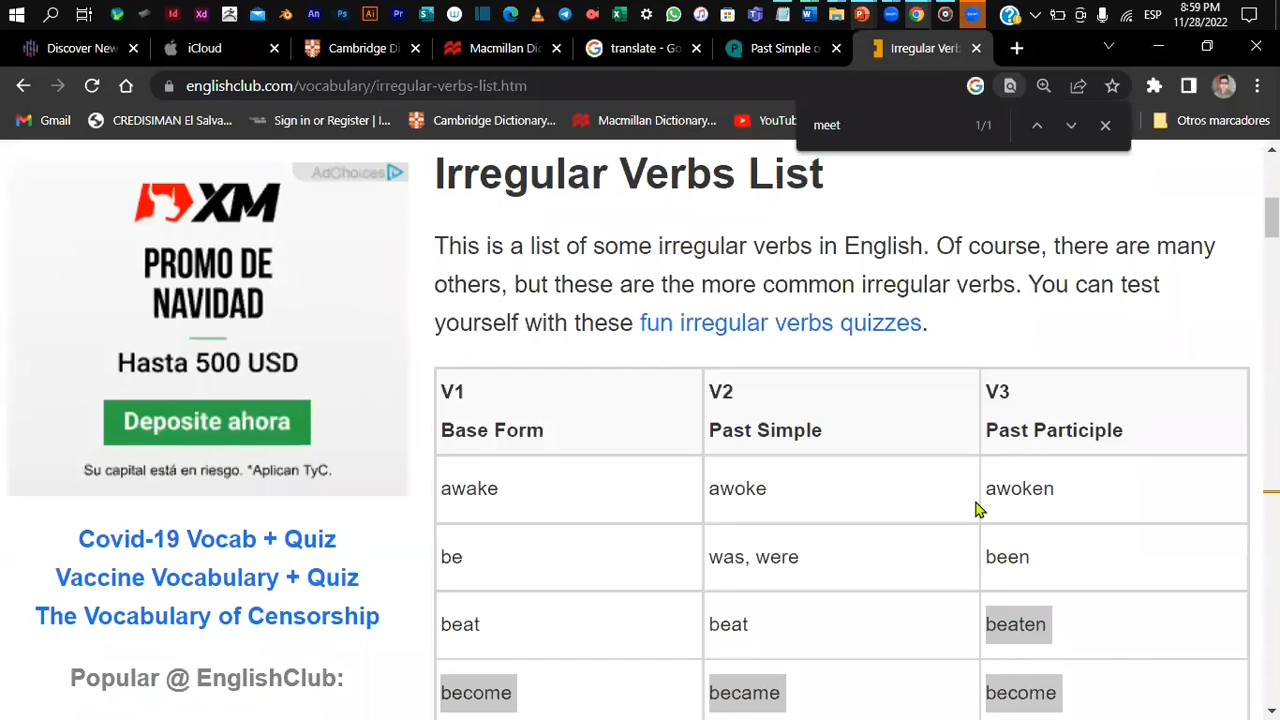 8:59 PM
ESP
11/28/2022
Discover New
iCloud
Cambridge Di
Macmillan Dic
translate - Go
Past Simple o
Irregular Verb
englishclub.com/vocabulary/irregular-verbs-list.htm
Gmail
CREDISIMAN El Salva...
Sign in or Register | I...
Cambridge Dictionary...
Macmillan Dictionary...
YouTub
Otros marcadores
meet
1/1
AdChoices
XM
PROMO DE
NAVIDAD
Hasta 500 USD
Deposite ahora
Su capital está en riesgo. *Aplican TyC.
Covid-19 Vocab + Quiz
Vaccine Vocabulary + Quiz
The Vocabulary of Censorship
Popular @ EnglishClub:
Irregular Verbs List
This is a list of some irregular verbs in English. Of course, there are many
others, but these are the more common irregular verbs. You can test
yourself with these fun irregular verbs quizzes.
V1 V2 V3
Base Form Past Simple Past Participle
awake awoke awoken
be was, were been
beat beat beaten
become became become